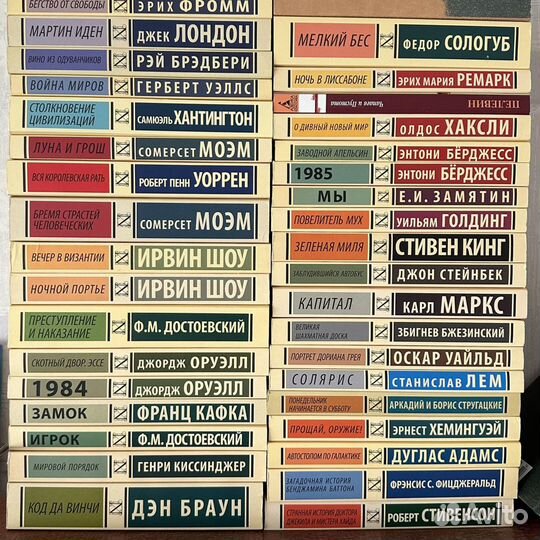 БЕГСТВО ОТ СВОБОДЫ ЭРИХ ФРОММ
МАРТИН ИДЕН ДЖЕК ЛОНДОН
ВИНО ИЗ ОДУВАНЧИКОВ РЭЙ БРЭДБЕРИ
ВОЙНА МИРОВ ГЕРБЕРТ УЭЛЛС
СТОЛКНОВЕНИЕ
ЦИВИЛИЗАЦИЙ САМЮЭЛЬ ХАНТИНГТОН
ЛУНА И ГРОШ СОМЕРСЕТ МОЭМ
ВСЯ КОРОЛЕВСКАЯ РАТЬ РОБЕРТ ПЕНН УОРРЕН
БРЕМЯ СТРАСТЕЙ
ЧЕЛОВЕЧЕСКИХ СОМЕРСЕТ МОЭМ
ВЕЧЕР В ВИЗАНТИИ ИРВИН ШОУ
НОЧНОЙ ПОРТЬЕ ИРВИН ШОУ
ПРЕСТУПЛЕНИЕ
И НАКАЗАНИЕ Ф.М. ДОСТОЕВСКИЙ
СКОТНЫЙ ДВОР. ЭССЕ ДЖОРДЖ ОРУЭЛЛ
1984 ДЖОРДЖ ОРУЭЛЛ
ЗАМОК ФРАНЦ КАФКА
ИГРОК Ф.М. ДОСТОЕВСКИЙ
МИРОВОЙ ПОРЯДОК ГЕНРИ КИССИНДЖЕР
КОД ДА ВИНЧИ ДЭН БРАУН
МЕЛКИЙ БЕС ФЕДОР СОЛОГУБ
НОЧЬ В ЛИССАБОНЕ ЭРИХ МАРИЯ РЕМАРК
Чапаев и Пустота ПЕЛЕВИН
О ДИВНЫЙ НОВЫЙ МИР ОЛДОС ХАКСЛИ
ЗАВОДНОЙ АПЕЛЬСИН ЭНТОНИ БЁРДЖЕСС
1985 ЭНТОНИ БЁРДЖЕСС
МЫ Е.И. ЗАМЯТИН
ПОВЕЛИТЕЛЬ МУХ УИЛЬЯМ ГОЛДИНГ
ЗЕЛЕНАЯ МИЛЯ СТИВЕН КИНГ
ЗАБЛУДИВШИЙСЯ АВТОБУС ДЖОН СТЕЙНБЕК
КАПИТАЛ КАРЛ МАРКС
ВЕЛИКАЯ
ШАХМАТНАЯ ДОСКА ЗБИГНЕВ БЖЕЗИНСКИЙ
ПОРТРЕТ ДОРИАНА ГРЕЯ ОСКАР УАЙЛЬД
СОЛЯРИС СТАНИСЛАВ ЛЕМ
ПОНЕДЕЛЬНИК
НАЧИНАЕТСЯ В СУББОТУ АРКАДИЙ И БОРИС СТРУГАЦКИЕ
ПРОЩАЙ, ОРУЖИЕ! ЭРНЕСТ ХЕМИНГУЭЙ
АВТОСТОПОМ ПО ГАЛАКТИКЕ ДУГЛАС АДАМС
ЗАГАДОЧНАЯ ИСТОРИЯ
БЕНДЖАМИНА БАТТОНА ФРЭНСИС С. ФИЦДЖЕРАЛЬД
СТРАННАЯ ИСТОРИЯ ДОКТОРА
ДЖЕКИЛА И МИСТЕРА ХАЙДА РОБЕРТ СТИВЕНСОН
Avito